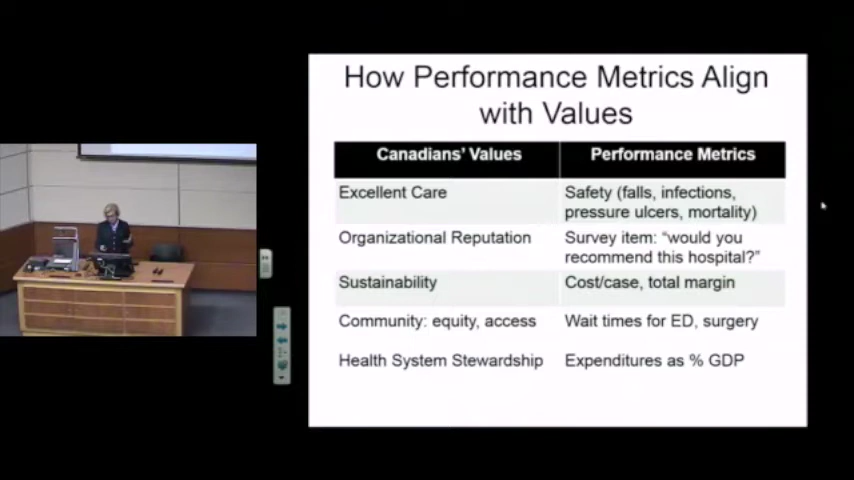 How Performance Metrics Align
with Values
Canadians' Values
Performance Metrics
Excellent Care
Safety (falls, infections,
pressure ulcers, mortality)
Organizational Reputation
Survey item: “would you
recommend this hospital?”
Sustainability
Cost/case, total margin
Community: equity, access
Wait times for ED, surgery
Health System Stewardship
Expenditures as % GDP